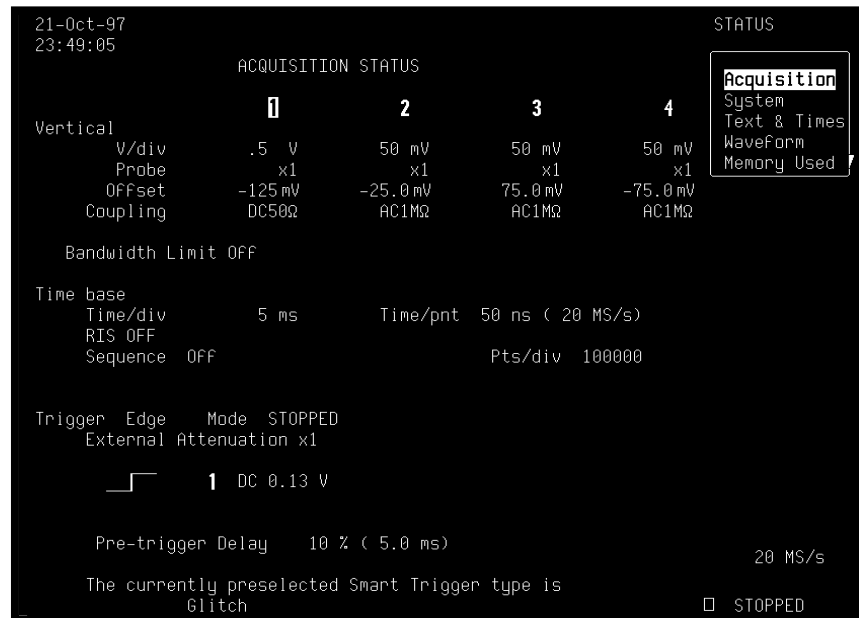 21-Oct-97 STATUS
23:49:05
ACQUISITION STATUS
Acquisition
System
Text & Times
Waveform
Memory Used
1 2 3 4
Vertical
V/div .5 V 50 mV 50 mV 50 mV
Probe x1 x1 x1 x1
Offset -125 mV -25.0 mV 75.0 mV -75.0 mV
Coupling DC50Ω AC1MΩ AC1MΩ AC1MΩ
Bandwidth Limit Off
Time base
Time/div 5 ms Time/pnt 50 ns ( 20 MS/s)
RIS OFF
Sequence Off Pts/div 100000
Trigger Edge Mode STOPPED
External Attenuation x1
1 DC 0.13 V
Pre-trigger Delay 10 % ( 5.0 ms)
20 MS/s
The currently preselected Smart Trigger type is
Glitch
STOPPED